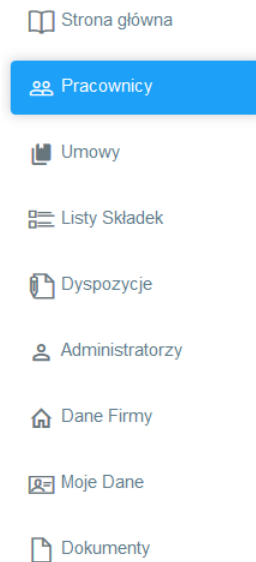 Strona główna
Pracownicy
Umowy
Listy Składek
Dyspozycje
Administratorzy
Dane Firmy
Moje Dane
Dokumenty